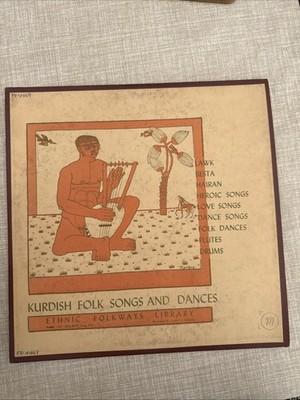 LAWK
BESTA
HAIRAN
HEROIC SONGS
LOVE SONGS
DANCE SONGS
FOLK DANCES
FLUTES
DRUMS
KURDISH FOLK SONGS AND DANCES
ETHNIC FOLKWAYS LIBRARY